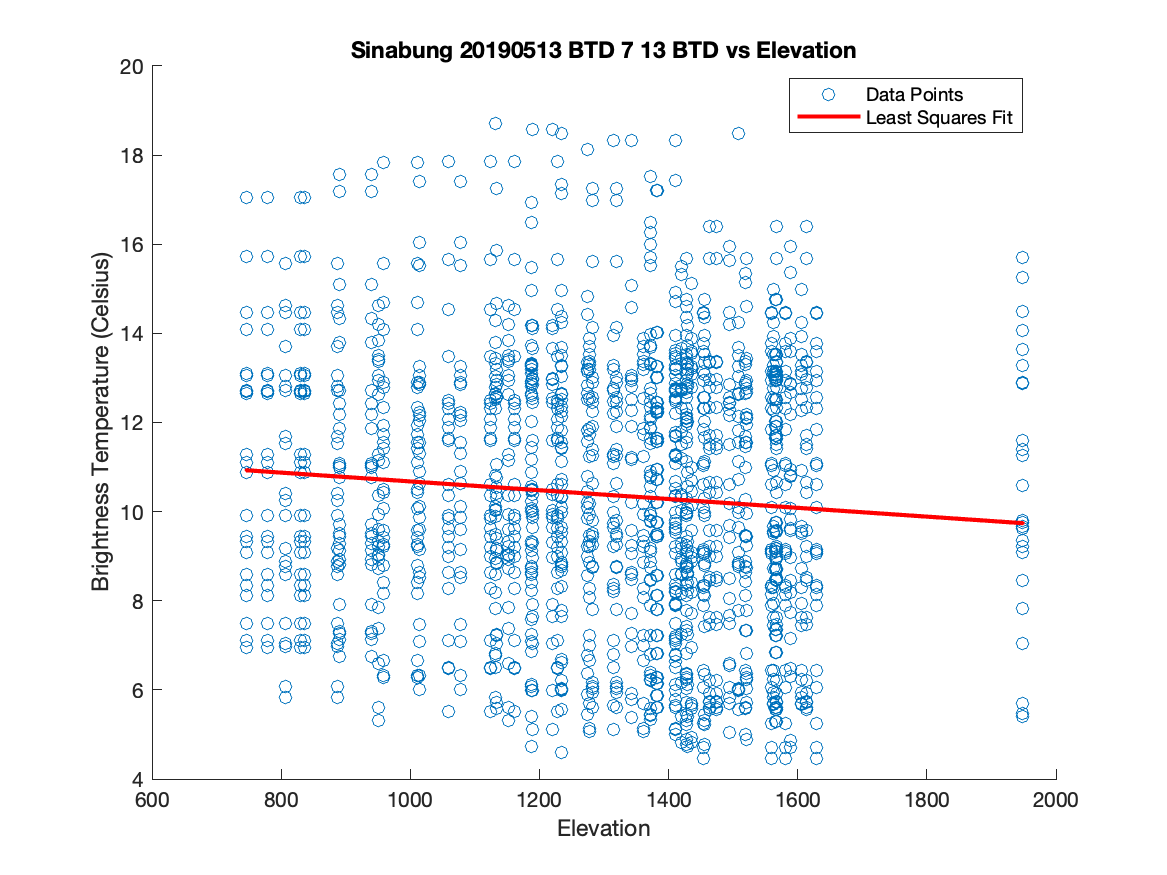 Sinabung 20190513 BTD 7 13 BTD vs Elevation
Data Points
Least Squares Fit
Brightness Temperature (Celsius)
20
18
16
14
12
10
8
6
4
600 800 1000 1200 1400 1600 1800 2000
Elevation